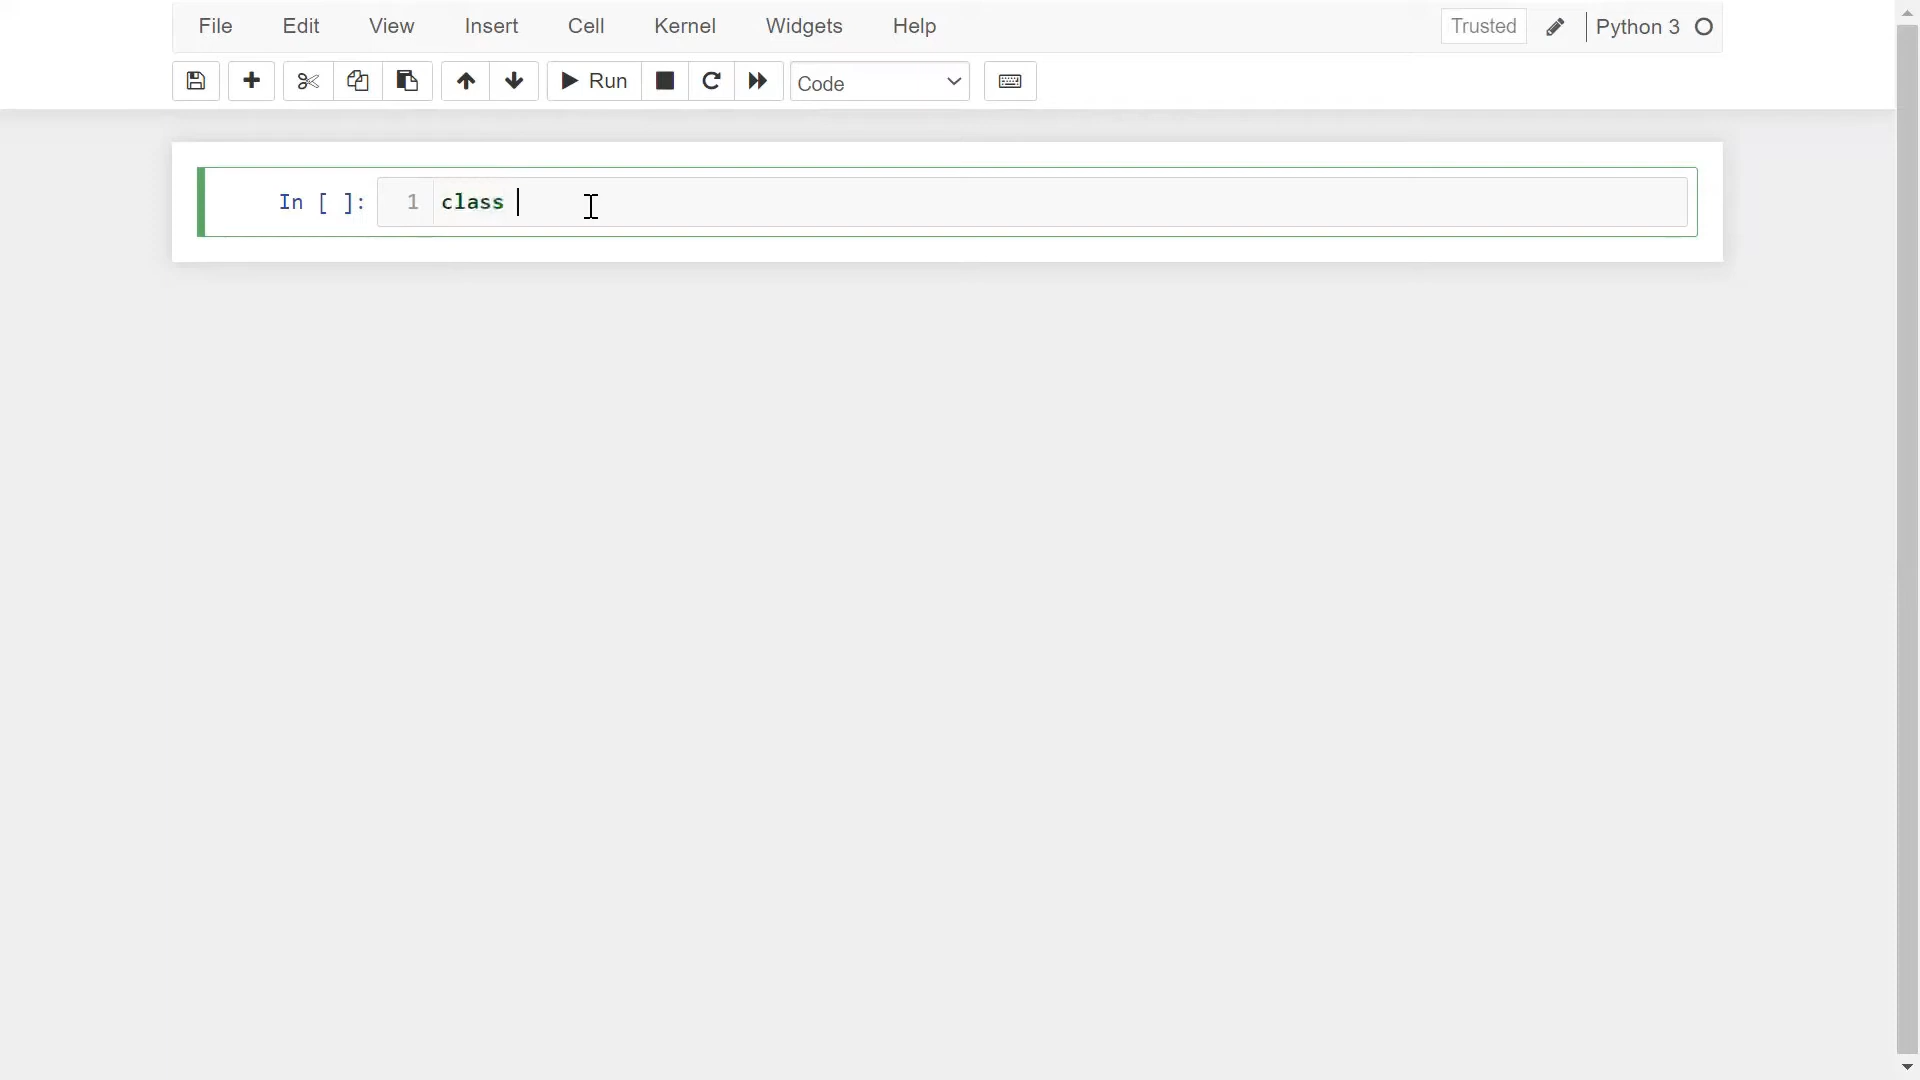 File Edit View Insert Cell Kernel Widgets Help Trusted Python 3
Run Code
In [ ]: 1 class